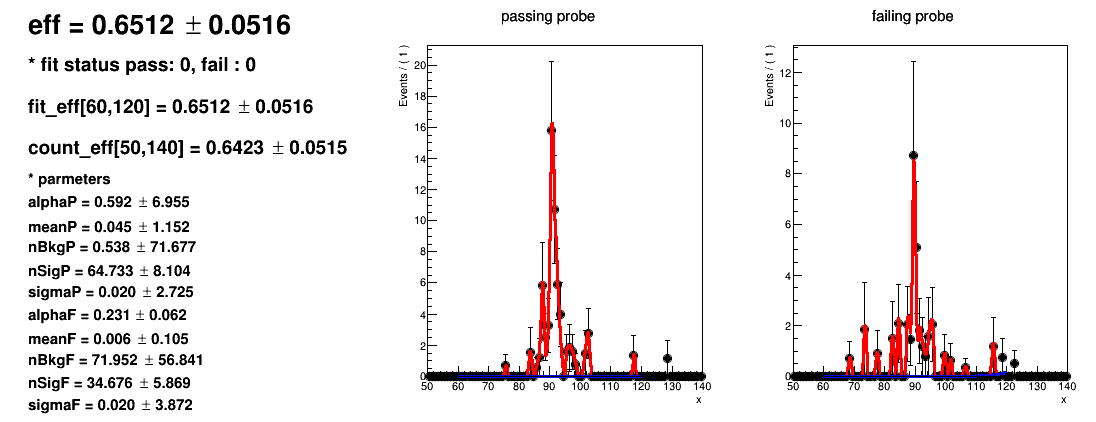 eff = 0.6512 ± 0.0516
* fit status pass: 0, fail : 0
fit_eff[60,120] = 0.6512 ± 0.0516
count_eff[50,140] = 0.6423 ± 0.0515
* parmeters
alphaP = 0.592 ± 6.955
meanP = 0.045 ± 1.152
nBkgP = 0.538 ± 71.677
nSigP = 64.733 ± 8.104
sigmaP = 0.020 ± 2.725
alphaF = 0.231 ± 0.062
meanF = 0.006 ± 0.105
nBkgF = 71.952 ± 56.841
nSigF = 34.676 ± 5.869
sigmaF = 0.020 ± 3.872
passing probe
Events / ( 1 )
20
18
16
14
12
10
8
6
4
2
0
50 60 70 80 90 100 110 120 130 140
x
failing probe
Events / ( 1 )
12
10
8
6
4
2
0
50 60 70 80 90 100 110 120 130 140
x